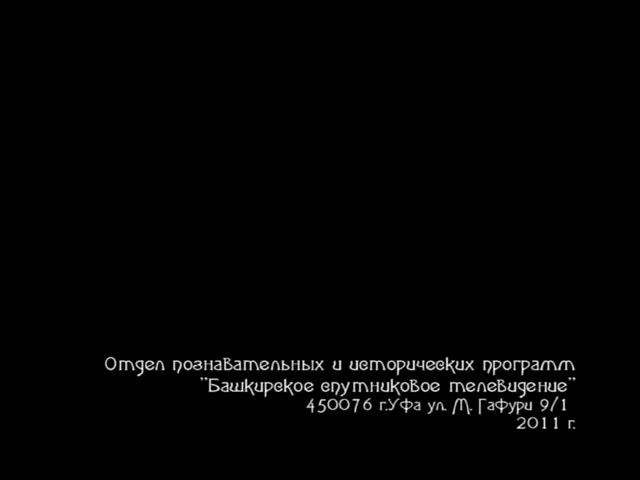 Отдел познавательных и исторических программ
"Башкирское спутниковое телевидение"
450076 г.Уфа ул. М. Гафури 9/1
2011 г.